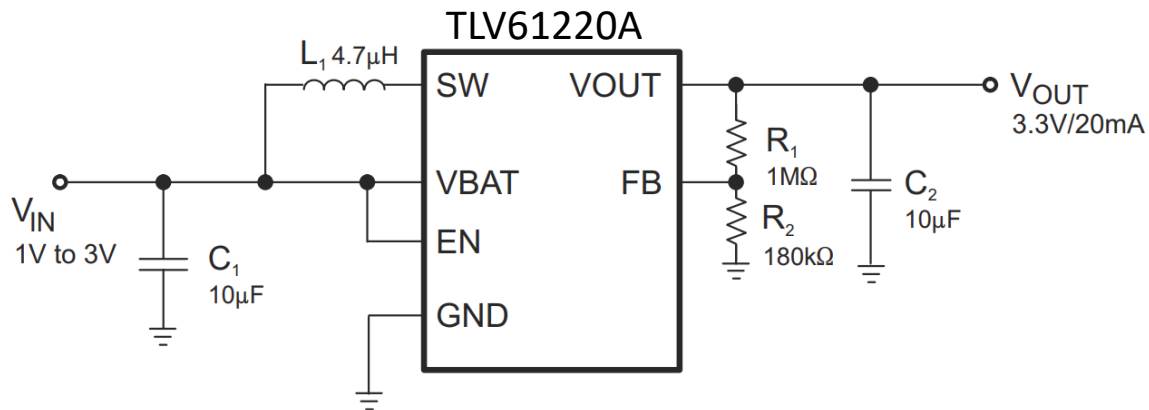 TLV61220A
L₁ 4.7μH
SW
VOUT
VOUT
3.3V/20mA
R₁
1MΩ
VBAT
FB
C₂
10μF
VIN
1V to 3V
R₂
180kΩ
EN
C₁
10μF
GND